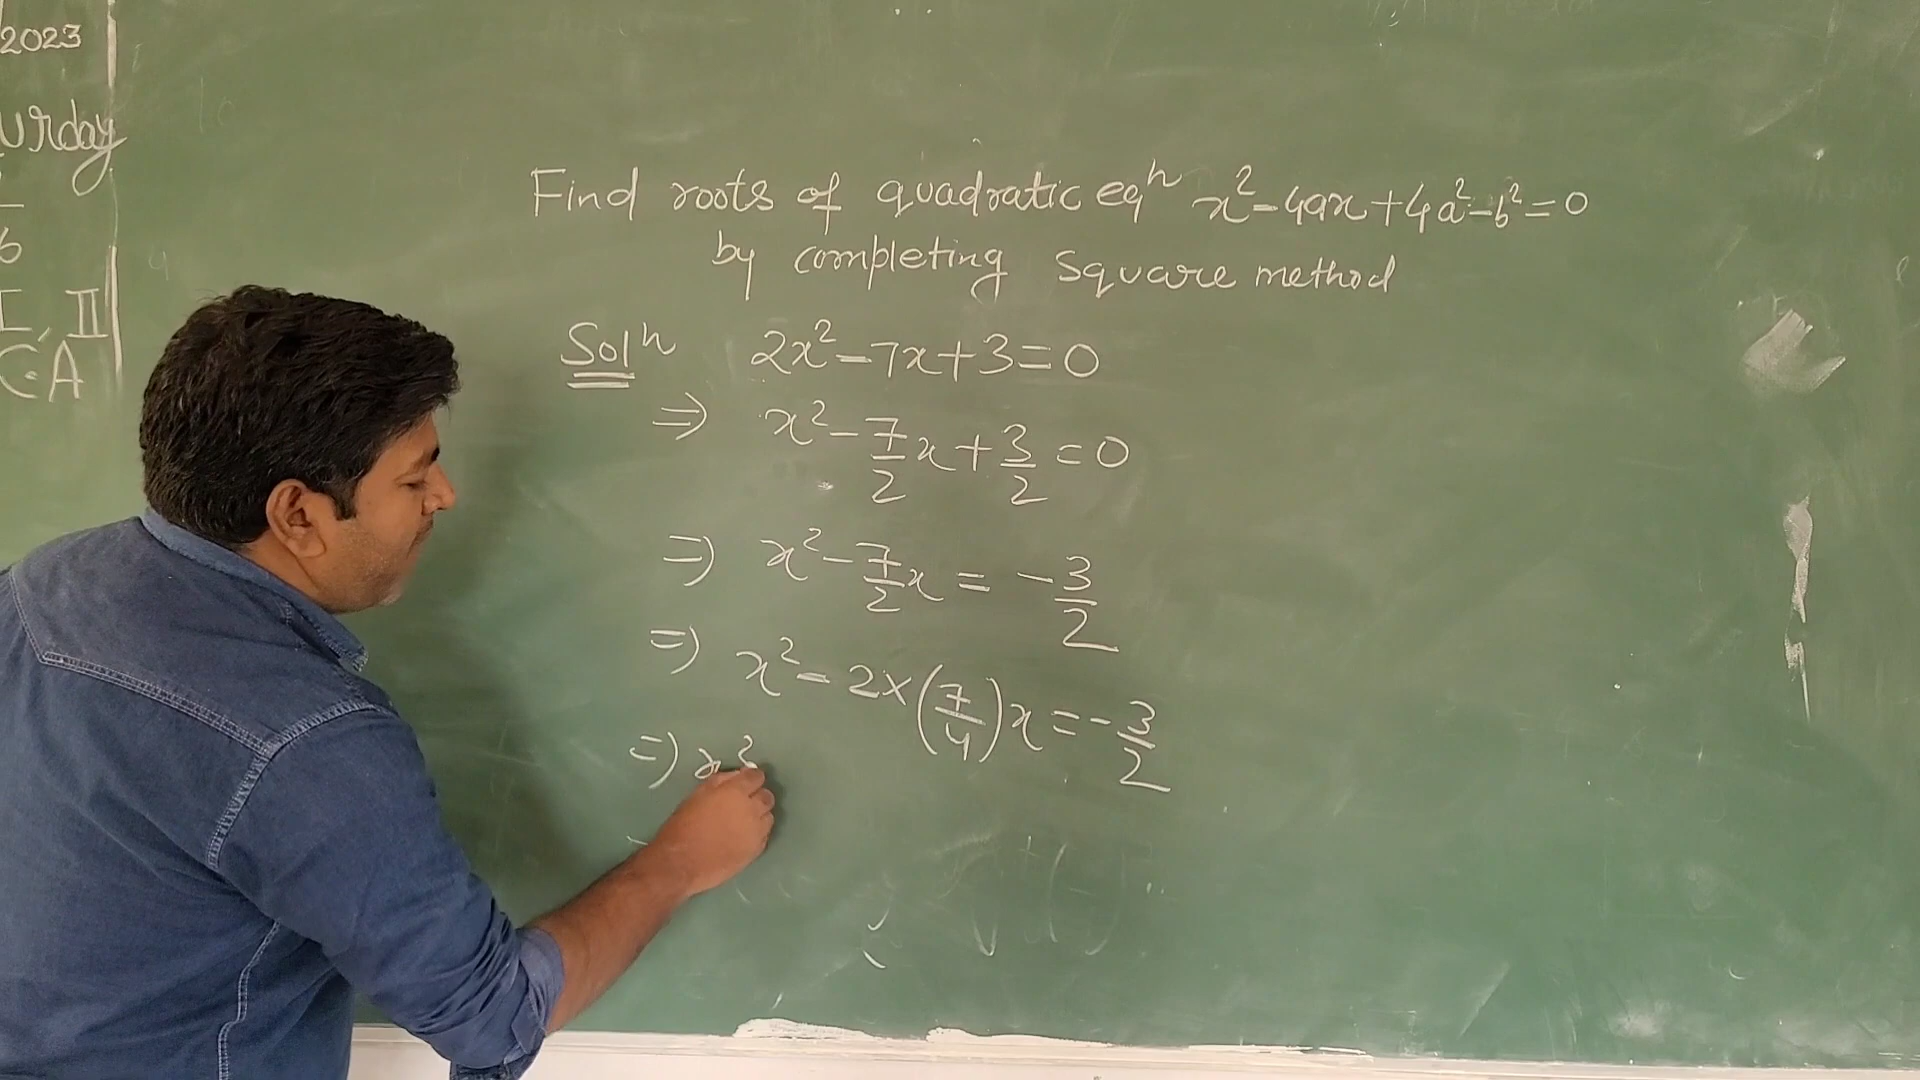 2023
urday
6
I, II
C.A
Find roots of quadratic eqⁿ x²-4ax+4a²-b²=0
by completing square method
Solⁿ 2x²-7x+3=0
⇒ x²-7/2x+3/2=0
⇒ x²-7/2x=-3/2
⇒ x²-2×(7/4)x=-3/2
⇒ x²